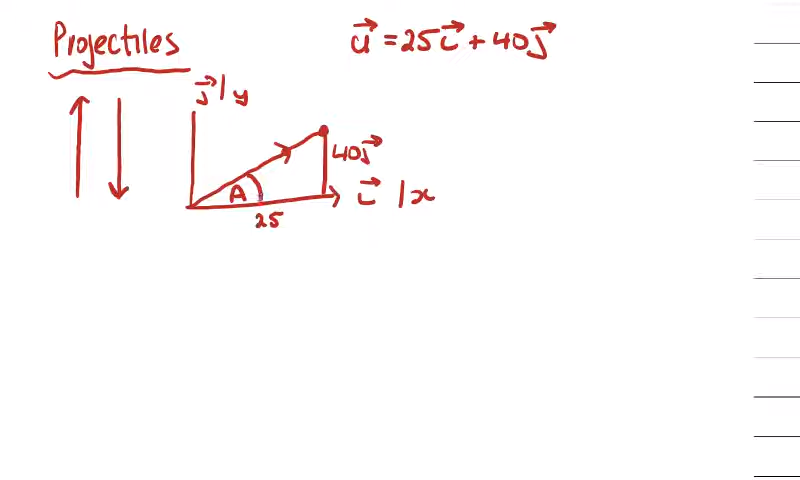 Projectiles
u⃗ = 25i⃗ + 40j⃗
j⃗ | y
40j⃗
A
i⃗ | x
25